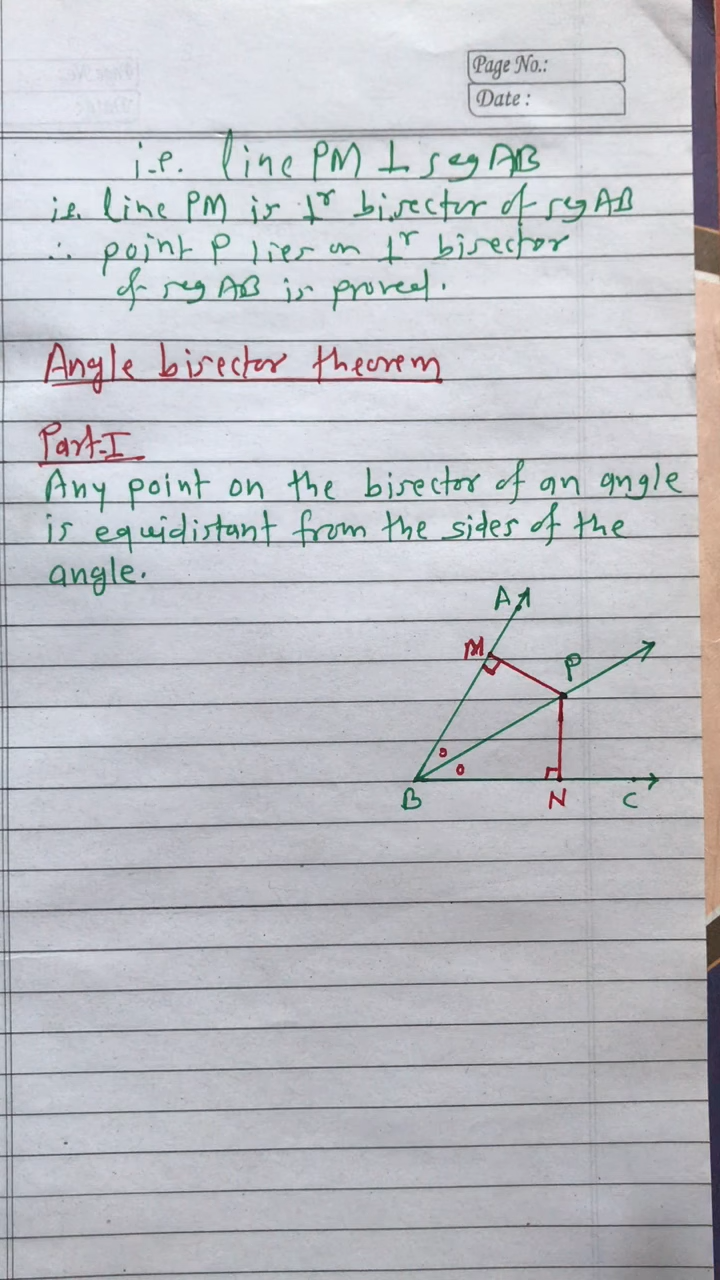 Page No.:
Date :
i.e. line PM ⊥ seg AB
i.e. line PM is ⊥r bisector of seg AB
∴ point P lies on ⊥r bisector
of seg AB is proved.
Angle bisector theorem
Part-I
Any point on the bisector of an angle
is equidistant from the sides of the
angle.
A
M
P
B
N
C